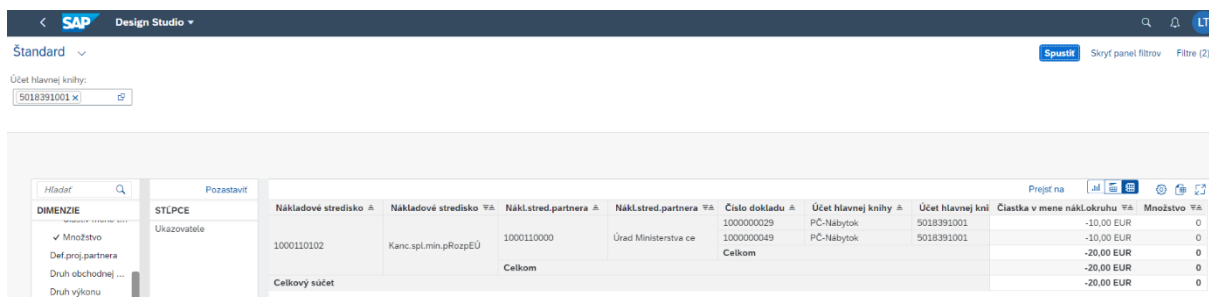 SAP Design Studio
LT
Štandard
Spustiť Skryť panel filtrov Filtre (2)
Účet hlavnej knihy:
5018391001
Hľadať
Pozastaviť
Prejsť na
DIMENZIE
STĹPCE
Nákladové stredisko Nákladové stredisko Nákl.stred.partnera Nákl.stred.partnera Číslo dokladu Účet hlavnej knihy Účet hlavnej kni Čiastka v mene nákl.okruhu Množstvo
Množstvo
Def.proj.partnera
Druh obchodnej ...
Druh výkonu
Ukazovatele
1000110102 Kanc.spl.min.pRozpEÚ 1000110000 Úrad Ministerstva ce 1000000029 PČ-Nábytok 5018391001 -10,00 EUR 0
1000000049 PČ-Nábytok 5018391001 -10,00 EUR 0
Celkom -20,00 EUR 0
Celkom -20,00 EUR 0
Celkový súčet -20,00 EUR 0